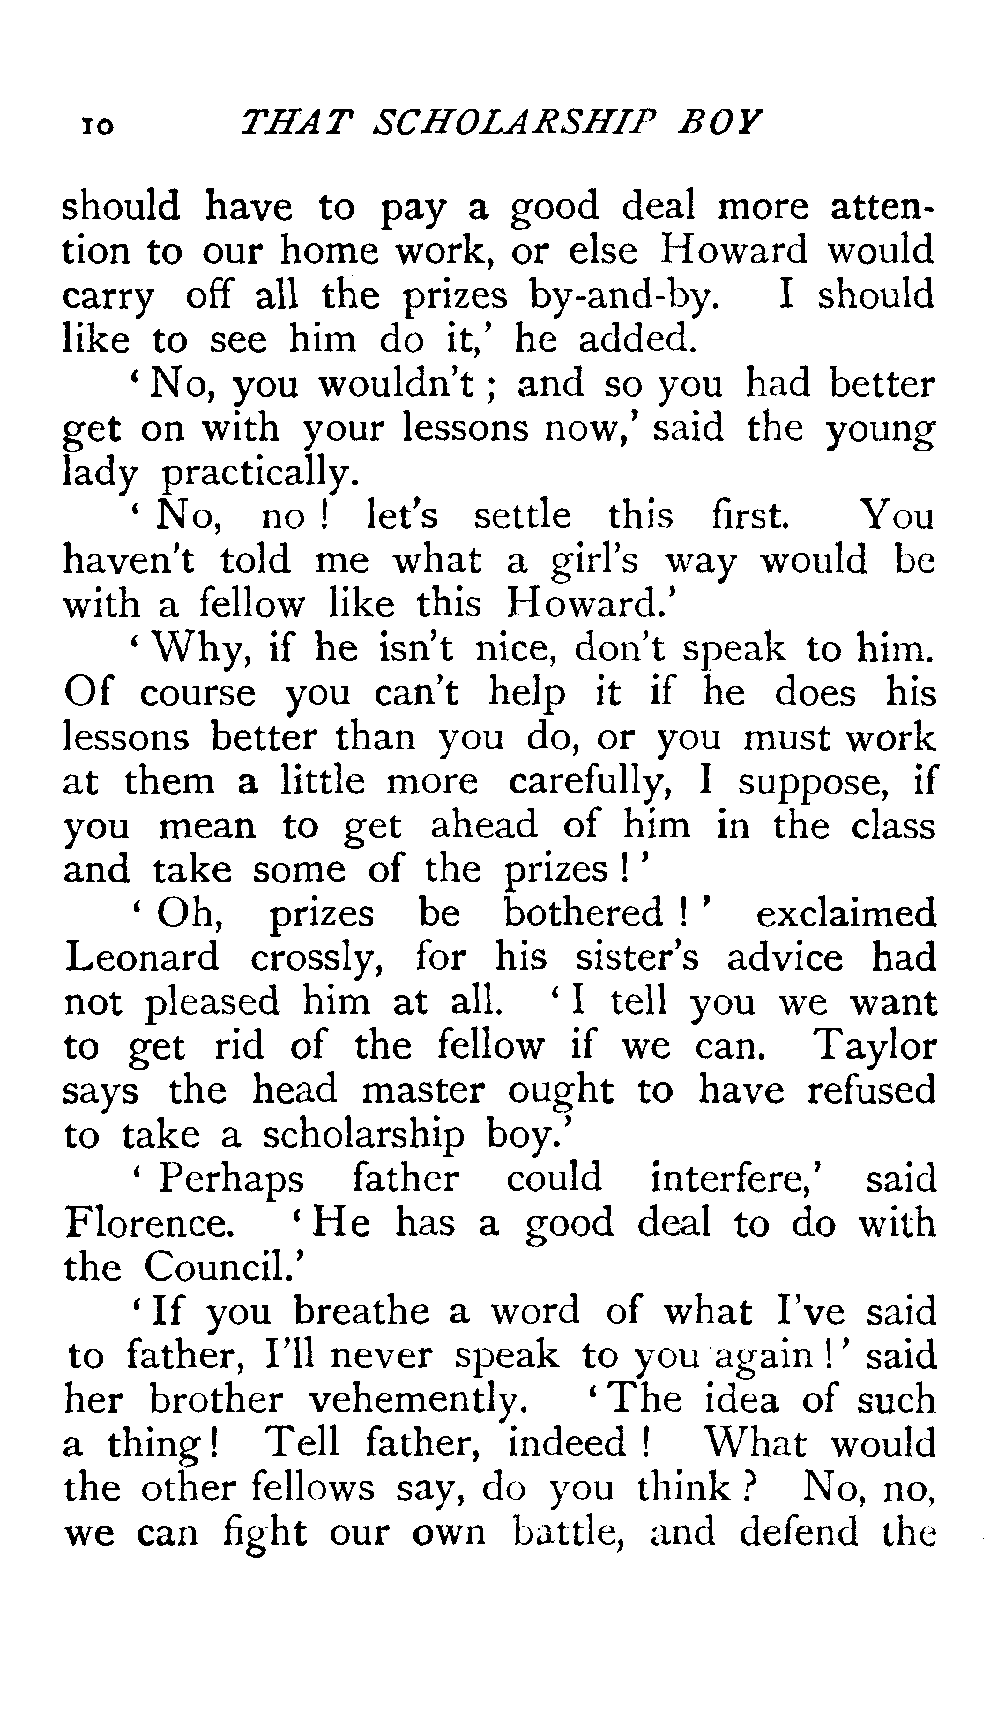 10 THAT SCHOLARSHIP BOY
should have to pay a good deal more atten-
tion to our home work, or else Howard would
carry off all the prizes by-and-by. I should
like to see him do it,' he added.
‘No, you wouldn't; and so you had better
get on with your lessons now,' said the young
lady practically.
‘No, no! let's settle this first. You
haven't told me what a girl's way would be
with a fellow like this Howard.'
‘Why, if he isn't nice, don't speak to him.
Of course you can't help it if he does his
lessons better than you do, or you must work
at them a little more carefully, I suppose, if
you mean to get ahead of him in the class
and take some of the prizes!'
‘Oh, prizes be bothered!' exclaimed
Leonard crossly, for his sister's advice had
not pleased him at all. ‘I tell you we want
to get rid of the fellow if we can. Taylor
says the head master ought to have refused
to take a scholarship boy.'
‘Perhaps father could interfere,' said
Florence. ‘He has a good deal to do with
the Council.'
‘If you breathe a word of what I've said
to father, I'll never speak to you again!' said
her brother vehemently. ‘The idea of such
a thing! Tell father, indeed! What would
the other fellows say, do you think? No, no,
we can fight our own battle, and defend the